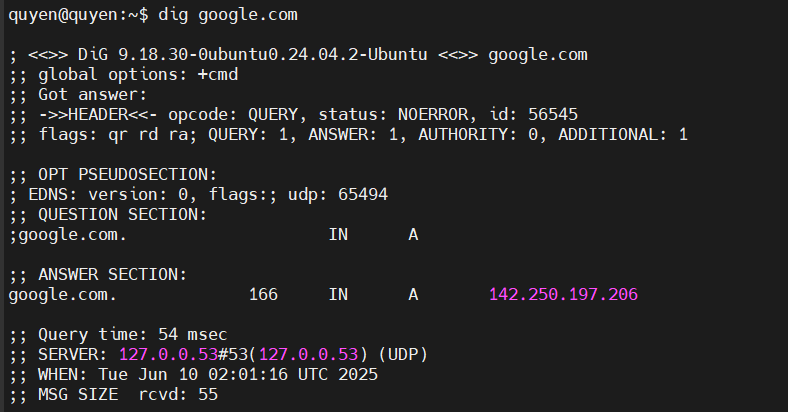 quyen@quyen:~$ dig google.com
; <<>> DiG 9.18.30-0ubuntu0.24.04.2-Ubuntu <<>> google.com
;; global options: +cmd
;; Got answer:
;; ->>HEADER<<- opcode: QUERY, status: NOERROR, id: 56545
;; flags: qr rd ra; QUERY: 1, ANSWER: 1, AUTHORITY: 0, ADDITIONAL: 1
;; OPT PSEUDOSECTION:
; EDNS: version: 0, flags:; udp: 65494
;; QUESTION SECTION:
;google.com. IN A
;; ANSWER SECTION:
google.com. 166 IN A 142.250.197.206
;; Query time: 54 msec
;; SERVER: 127.0.0.53#53(127.0.0.53) (UDP)
;; WHEN: Tue Jun 10 02:01:16 UTC 2025
;; MSG SIZE rcvd: 55